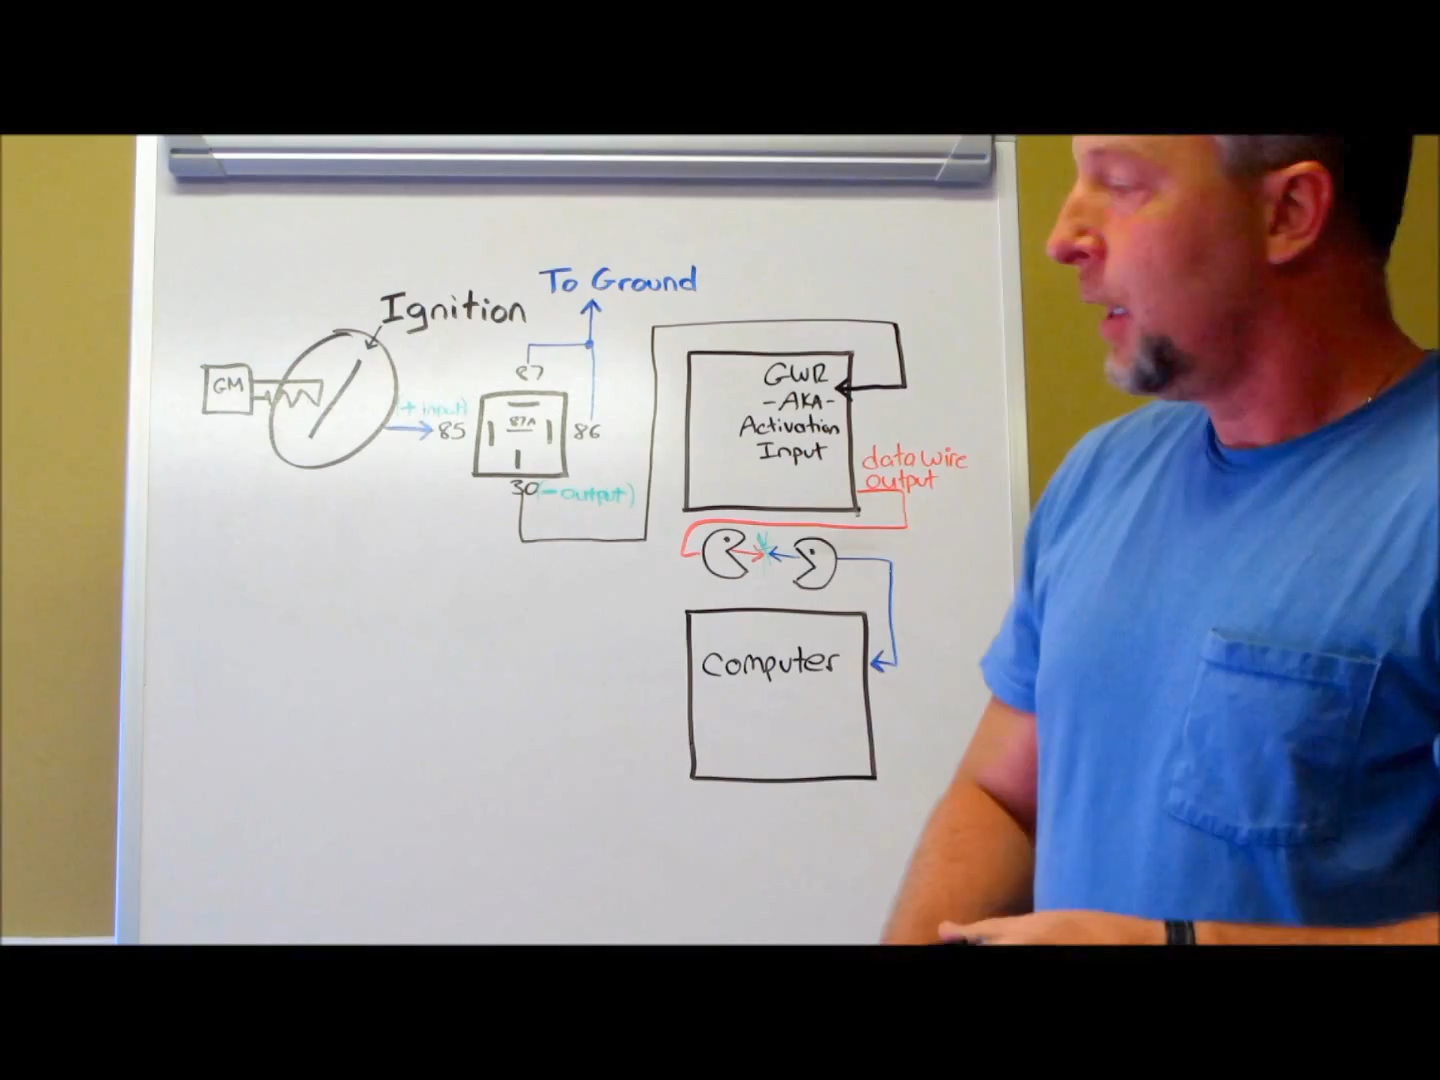 To Ground
Ignition
GM
(+ input)
87
85
87A
86
30
(- output)
GWR
-AKA-
Activation
Input
data wire
output
Computer